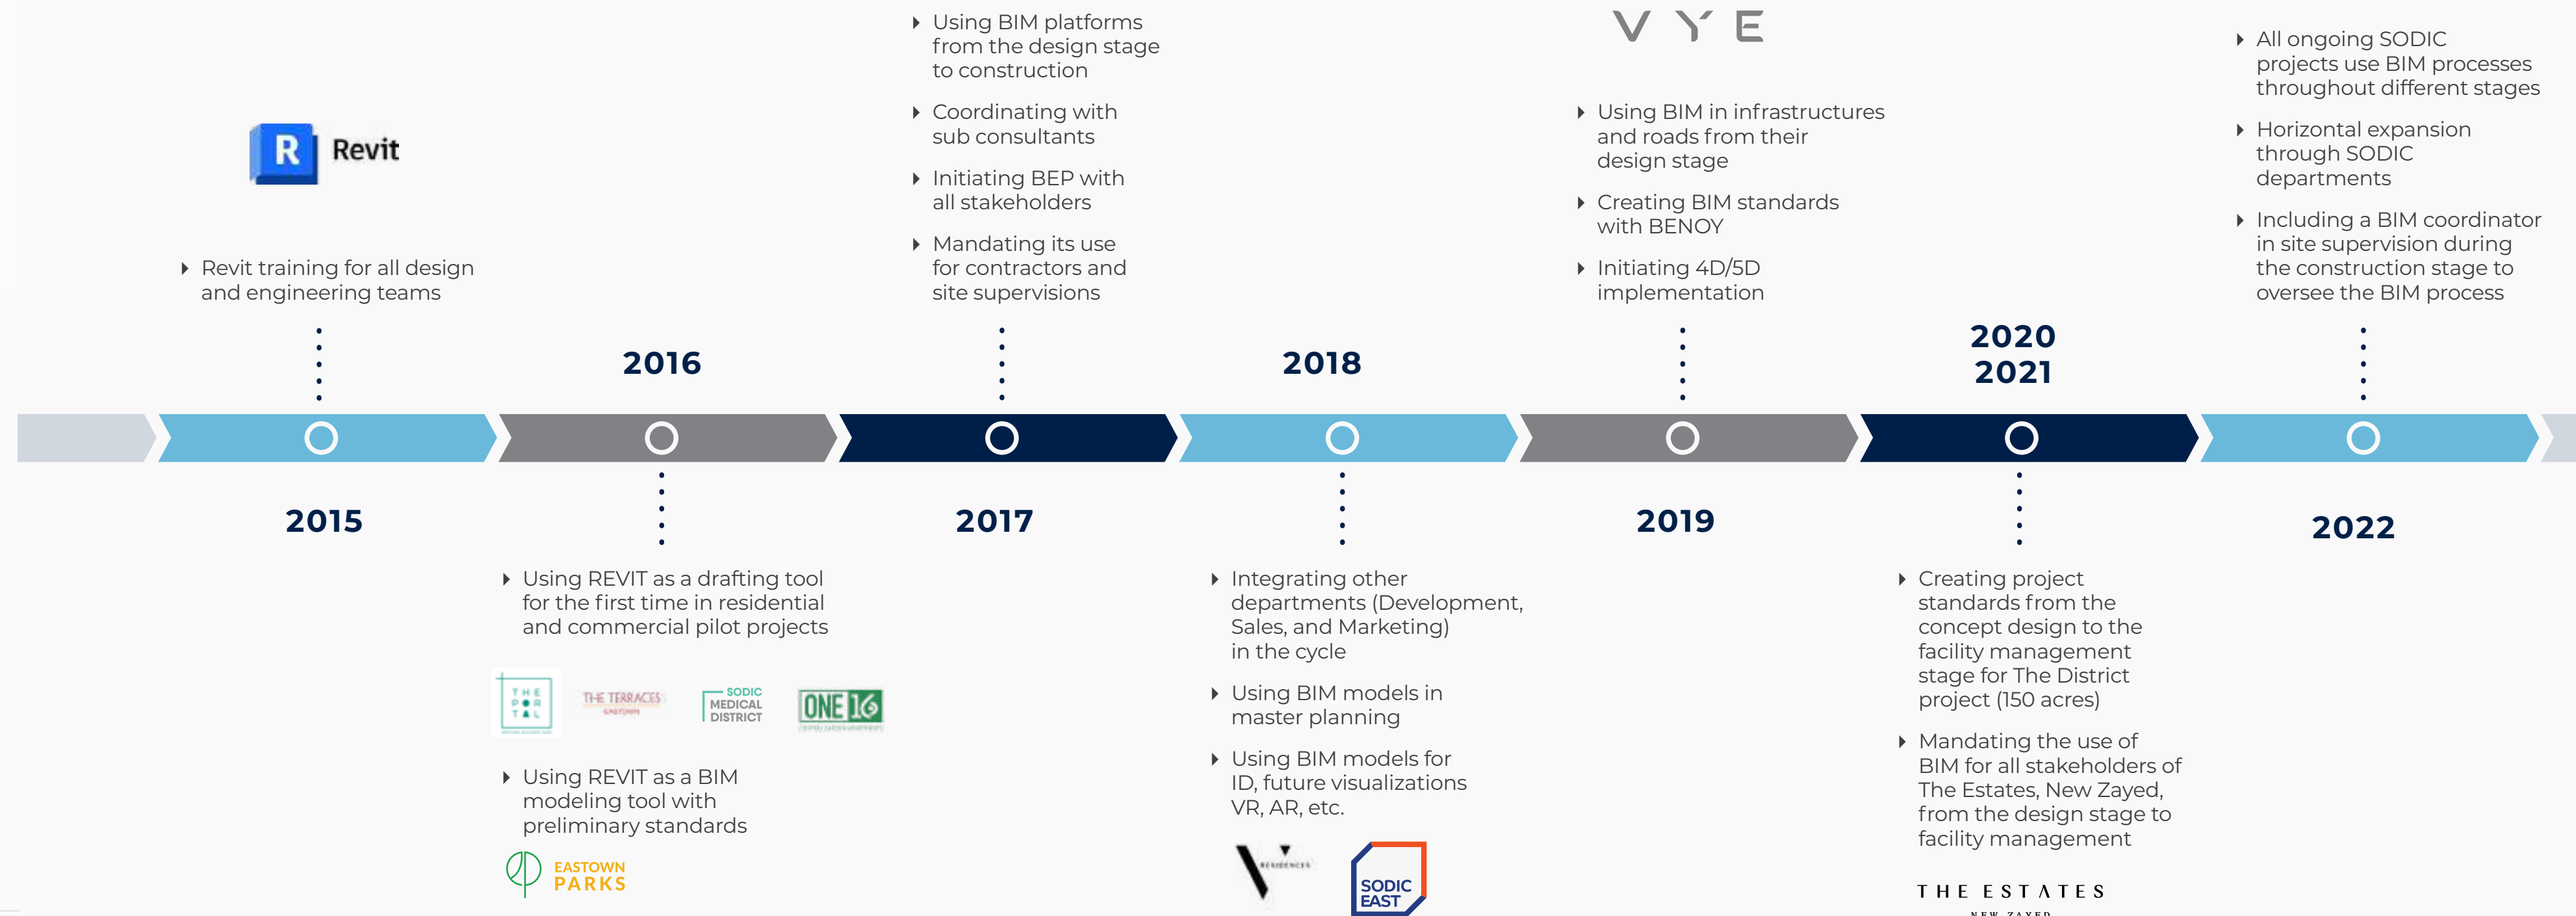 R Revit
Revit training for all design
and engineering teams
2015
2016
Using REVIT as a drafting tool
for the first time in residential
and commercial pilot projects
THE
POR
TAL
THE TERRACES
EASTOWN
SODIC
MEDICAL
DISTRICT
ONE16
Using REVIT as a BIM
modeling tool with
preliminary standards
EASTOWN
PARKS
Using BIM platforms
from the design stage
to construction
Coordinating with
sub consultants
Initiating BEP with
all stakeholders
Mandating its use
for contractors and
site supervisions
2017
2018
Integrating other
departments (Development,
Sales, and Marketing)
in the cycle
Using BIM models in
master planning
Using BIM models for
ID, future visualizations
VR, AR, etc.
V RESIDENCES
SODIC
EAST
VYE
Using BIM in infrastructures
and roads from their
design stage
Creating BIM standards
with BENOY
Initiating 4D/5D
implementation
2019
2020
2021
Creating project
standards from the
concept design to the
facility management
stage for The District
project (150 acres)
Mandating the use of
BIM for all stakeholders of
The Estates, New Zayed,
from the design stage to
facility management
THE ESTATES
NEW ZAYED
All ongoing SODIC
projects use BIM processes
throughout different stages
Horizontal expansion
through SODIC
departments
Including a BIM coordinator
in site supervision during
the construction stage to
oversee the BIM process
2022